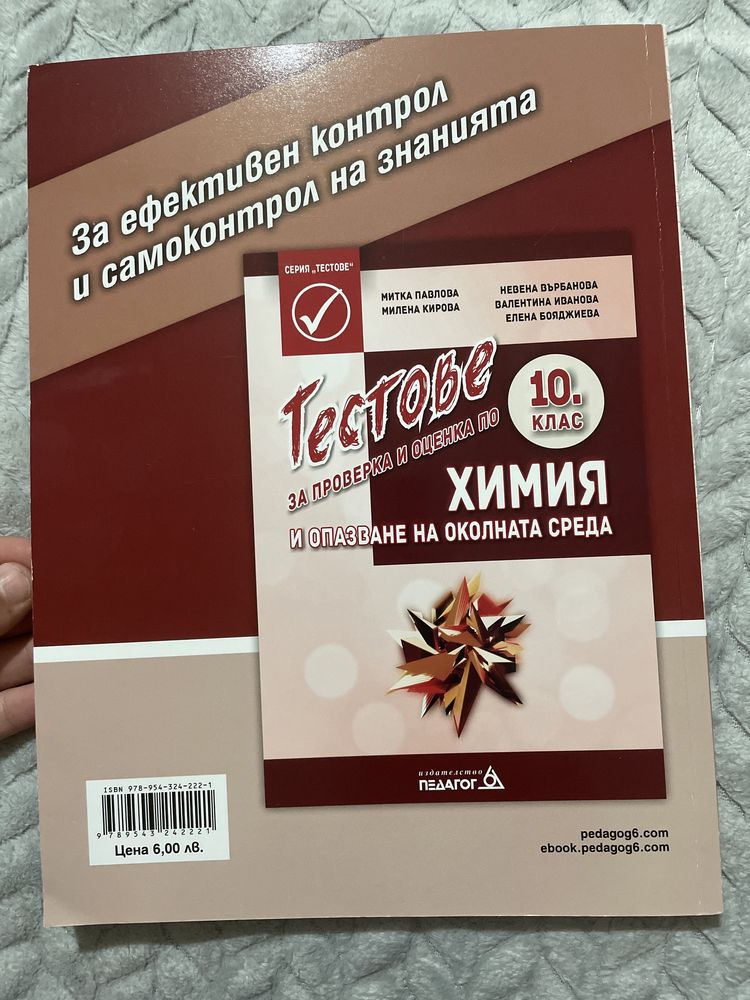 За ефективен контрол
и самоконтрол на знанията
СЕРИЯ „ТЕСТОВЕ“
МИТКА ПАВЛОВА
МИЛЕНА КИРОВА
НЕВЕНА ВЪРБАНОВА
ВАЛЕНТИНА ИВАНОВА
ЕЛЕНА БОЯДЖИЕВА
Тестове
ЗА ПРОВЕРКА И ОЦЕНКА ПО
10.
КЛАС
ХИМИЯ
И ОПАЗВАНЕ НА ОКОЛНАТА СРЕДА
издателство
ПЕДАГОГ 6
ISBN 978-954-324-222-1
9 789543 242221
Цена 6,00 лв.
pedagog6.com
ebook.pedagog6.com